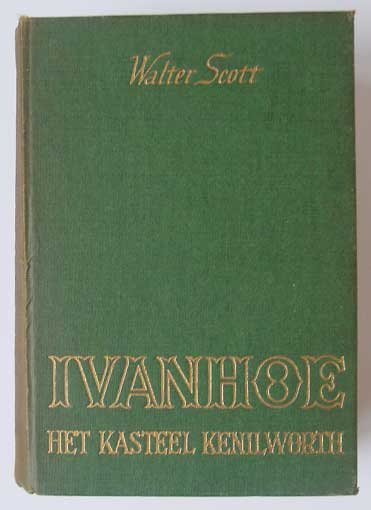 Walter Scott
IVANHOE
HET KASTEEL KENILWORTH